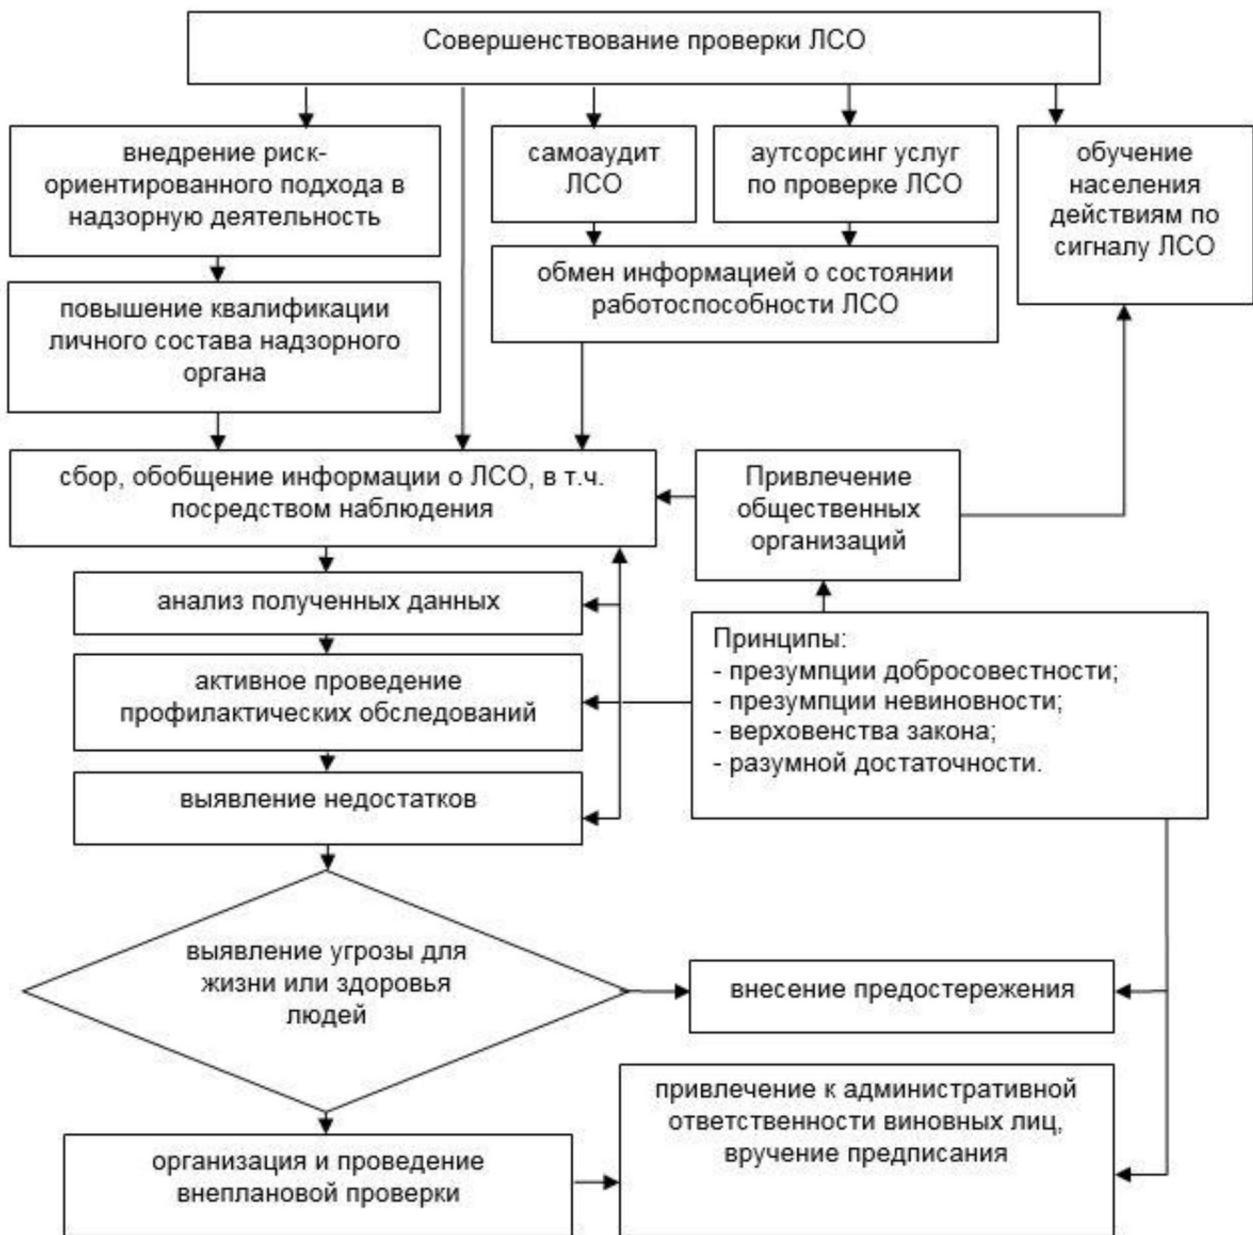 Совершенствование проверки ЛСО
внедрение риск-
ориентированного подхода в
надзорную деятельность
самоаудит
ЛСО
аутсорсинг услуг
по проверке ЛСО
обучение
населения
действиям по
сигналу ЛСО
обмен информацией о состоянии
работоспособности ЛСО
повышение квалификации
личного состава надзорного
органа
сбор, обобщение информации о ЛСО, в т.ч.
посредством наблюдения
Привлечение
общественных
организаций
анализ полученных данных
Принципы:
- презумпции добросовестности;
- презумпции невиновности;
- верховенства закона;
- разумной достаточности.
активное проведение
профилактических обследований
выявление недостатков
выявление угрозы для
жизни или здоровья
людей
внесение предостережения
привлечение к административной
ответственности виновных лиц,
вручение предписания
организация и проведение
внеплановой проверки